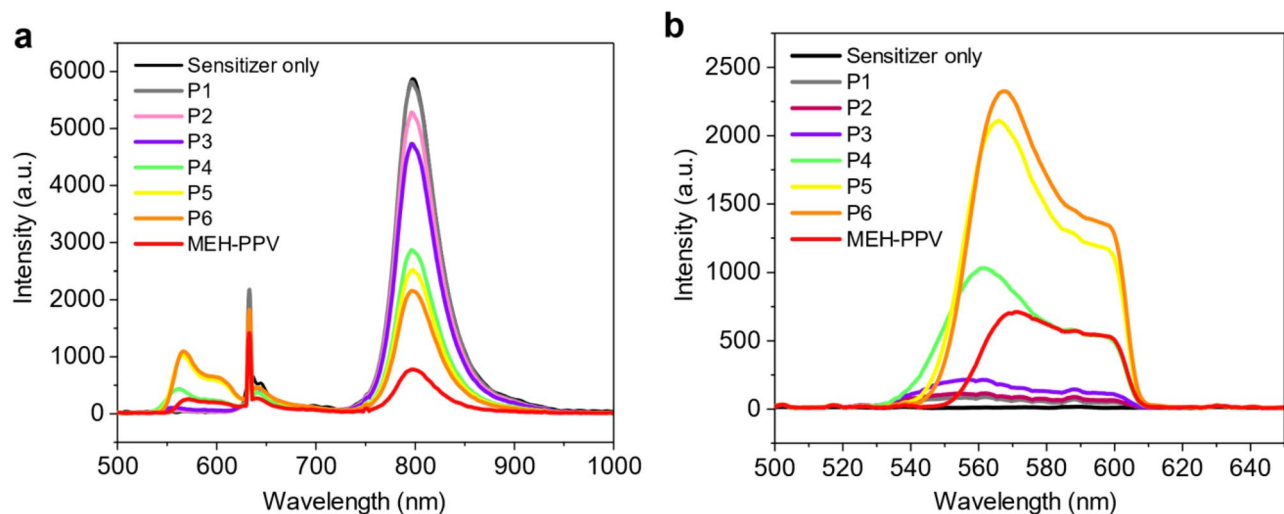 a
Sensitizer only
P1
P2
P3
P4
P5
P6
MEH-PPV
6000
5000
4000
3000
2000
1000
0
Intensity (a.u.)
500
600
700
800
900
1000
Wavelength (nm)
b
Sensitizer only
P1
P2
P3
P4
P5
P6
MEH-PPV
2500
2000
1500
1000
500
0
Intensity (a.u.)
500
520
540
560
580
600
620
640
Wavelength (nm)